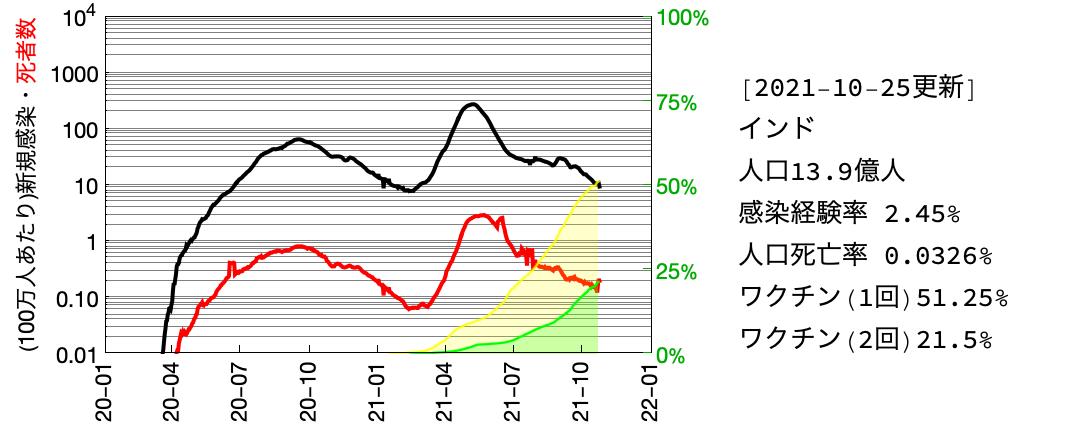 (100万人あたり)新規感染・死者数
10^4
1000
100
10
1
0.10
0.01
100%
75%
50%
25%
0%
20-01
20-04
20-07
20-10
21-01
21-04
21-07
21-10
22-01
[2021-10-25更新]
インド
人口13.9億人
感染経験率 2.45%
人口死亡率 0.0326%
ワクチン(1回)51.25%
ワクチン(2回)21.5%